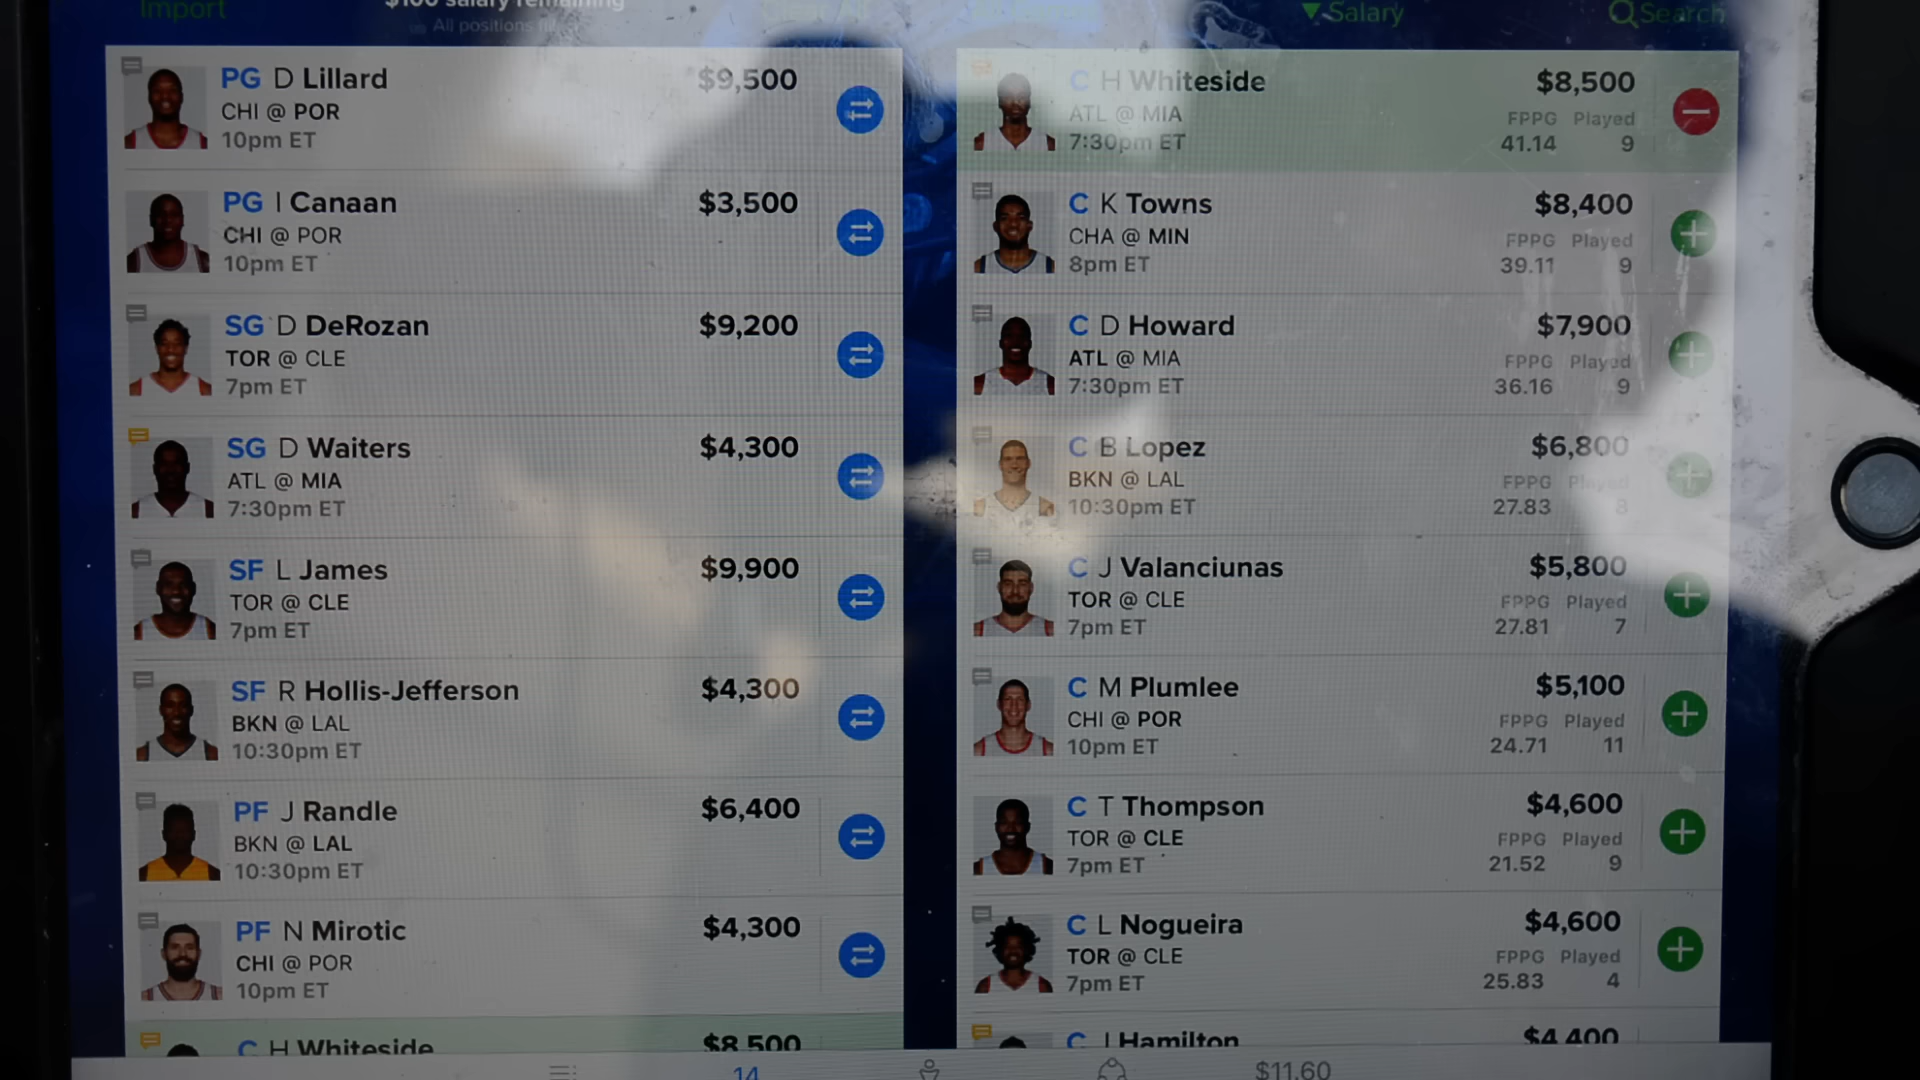 Import
$100 salary remaining
All positions
Salary
Search
PG D Lillard
$9,500
CHI @ POR
10pm ET
PG I Canaan
$3,500
CHI @ POR
10pm ET
SG D DeRozan
$9,200
TOR @ CLE
7pm ET
SG D Waiters
$4,300
ATL @ MIA
7:30pm ET
SF L James
$9,900
TOR @ CLE
7pm ET
SF R Hollis-Jefferson
$4,300
BKN @ LAL
10:30pm ET
PF J Randle
$6,400
BKN @ LAL
10:30pm ET
PF N Mirotic
$4,300
CHI @ POR
10pm ET
C H Whiteside
$8,500
C H Whiteside
$8,500
ATL @ MIA
FPPG Played
7:30pm ET
41.14 9
C K Towns
$8,400
CHA @ MIN
FPPG Played
8pm ET
39.11 9
C D Howard
$7,900
ATL @ MIA
FPPG Played
7:30pm ET
36.16 9
C B Lopez
$6,800
BKN @ LAL
FPPG Played
10:30pm ET
27.83 8
C J Valanciunas
$5,800
TOR @ CLE
FPPG Played
7pm ET
27.81 7
C M Plumlee
$5,100
CHI @ POR
FPPG Played
10pm ET
24.71 11
C T Thompson
$4,600
TOR @ CLE
FPPG Played
7pm ET
21.52 9
C L Nogueira
$4,600
TOR @ CLE
FPPG Played
7pm ET
25.83 4
C J Hamilton
$4,400
14
$11.60